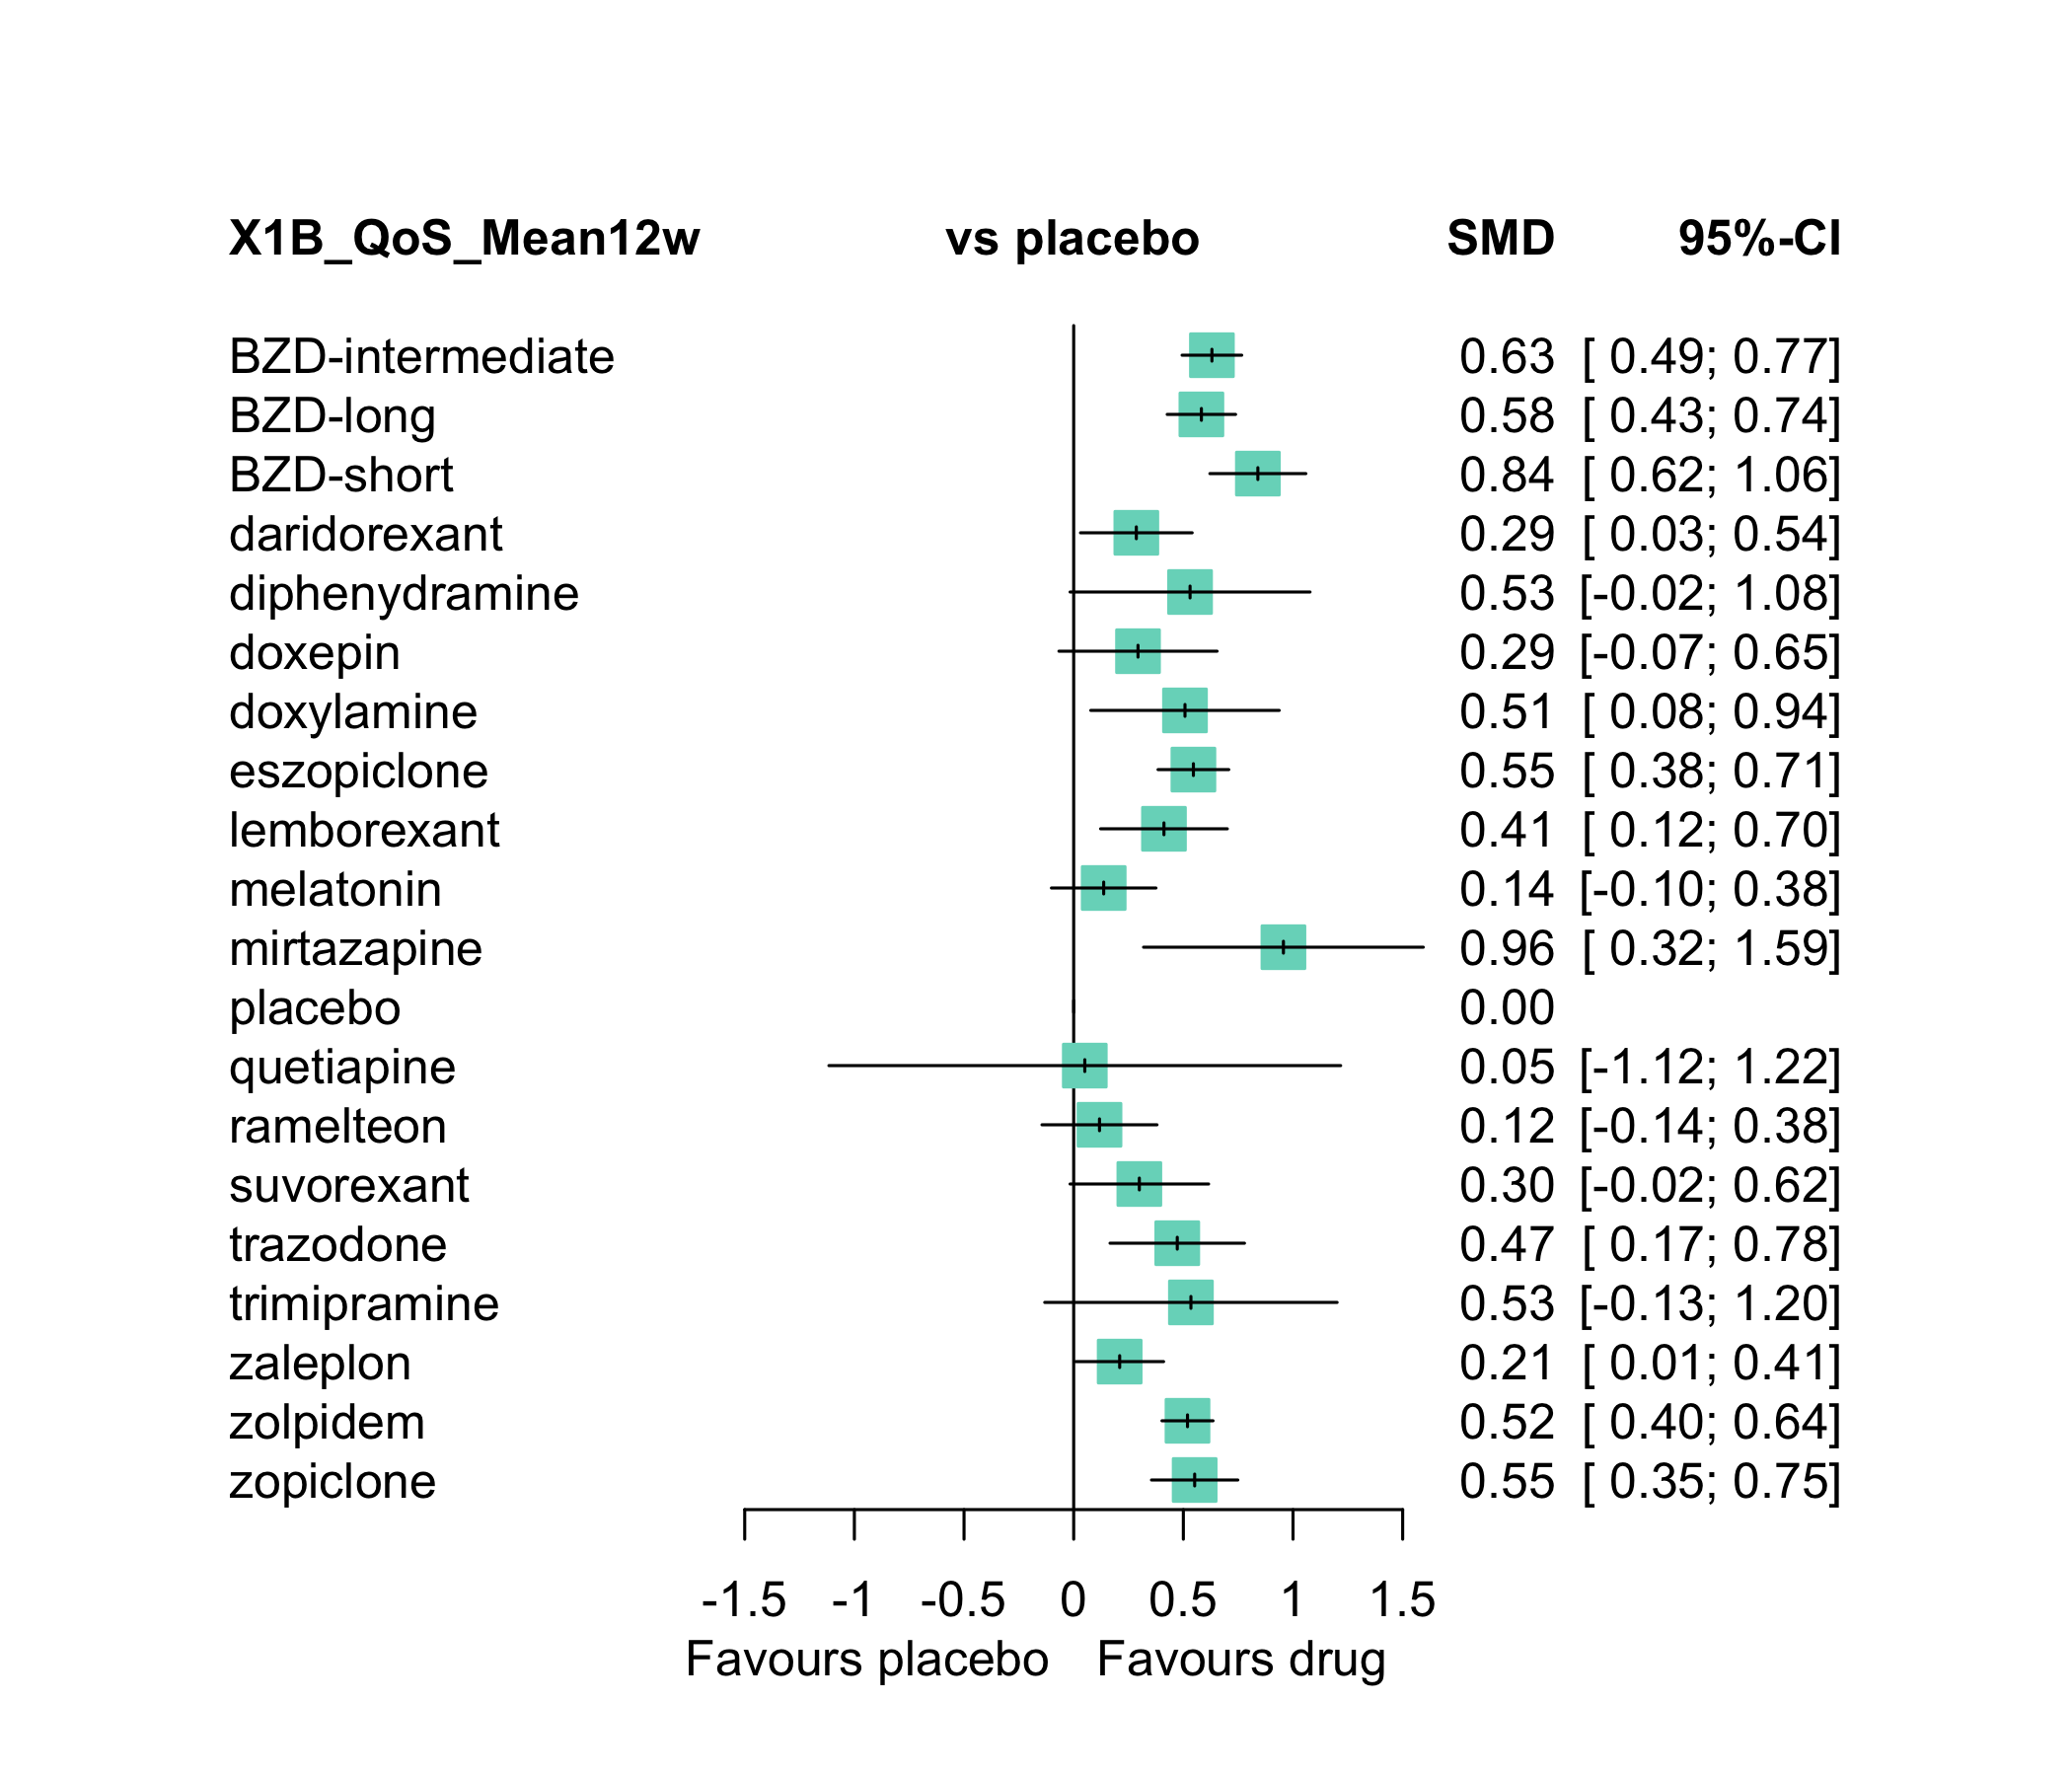 X1B_QoS_Mean12w vs placebo SMD 95%-CI
BZD-intermediate 0.63 [ 0.49; 0.77]
BZD-long 0.58 [ 0.43; 0.74]
BZD-short 0.84 [ 0.62; 1.06]
daridorexant 0.29 [ 0.03; 0.54]
diphenydramine 0.53 [-0.02; 1.08]
doxepin 0.29 [-0.07; 0.65]
doxylamine 0.51 [ 0.08; 0.94]
eszopiclone 0.55 [ 0.38; 0.71]
lemborexant 0.41 [ 0.12; 0.70]
melatonin 0.14 [-0.10; 0.38]
mirtazapine 0.96 [ 0.32; 1.59]
placebo 0.00
quetiapine 0.05 [-1.12; 1.22]
ramelteon 0.12 [-0.14; 0.38]
suvorexant 0.30 [-0.02; 0.62]
trazodone 0.47 [ 0.17; 0.78]
trimipramine 0.53 [-0.13; 1.20]
zaleplon 0.21 [ 0.01; 0.41]
zolpidem 0.52 [ 0.40; 0.64]
zopiclone 0.55 [ 0.35; 0.75]
-1.5 -1 -0.5 0 0.5 1 1.5
Favours placebo Favours drug